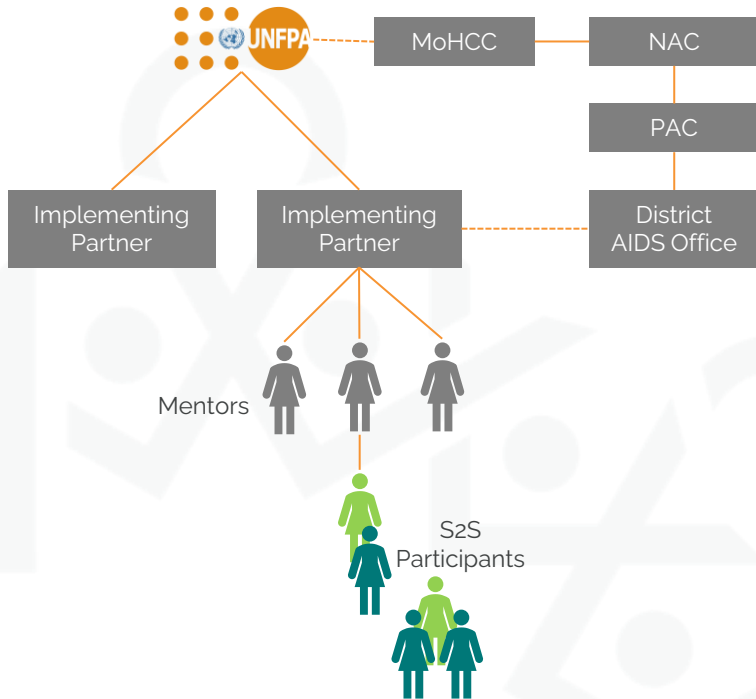 UNFPA
MoHCC
NAC
PAC
Implementing
Partner
Implementing
Partner
District
AIDS Office
Mentors
S2S
Participants